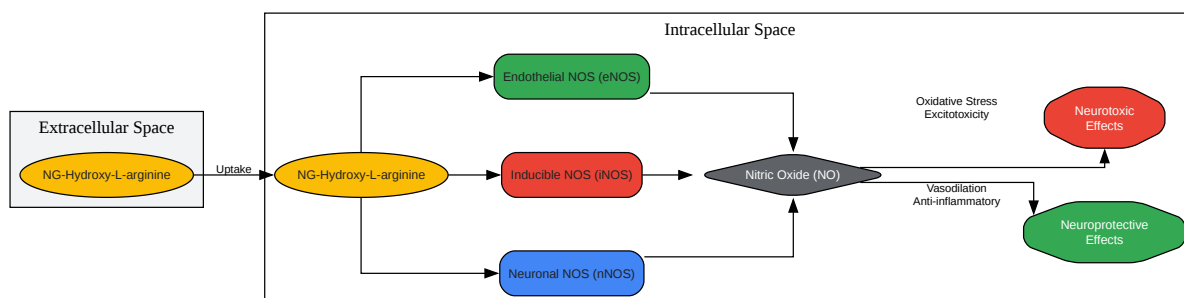 Intracellular Space
Extracellular Space
NG-Hydroxy-L-arginine
Uptake
NG-Hydroxy-L-arginine
Endothelial NOS (eNOS)
Inducible NOS (iNOS)
Neuronal NOS (nNOS)
Nitric Oxide (NO)
Oxidative Stress
Excitotoxicity
Neurotoxic
Effects
Vasodilation
Anti-inflammatory
Neuroprotective
Effects